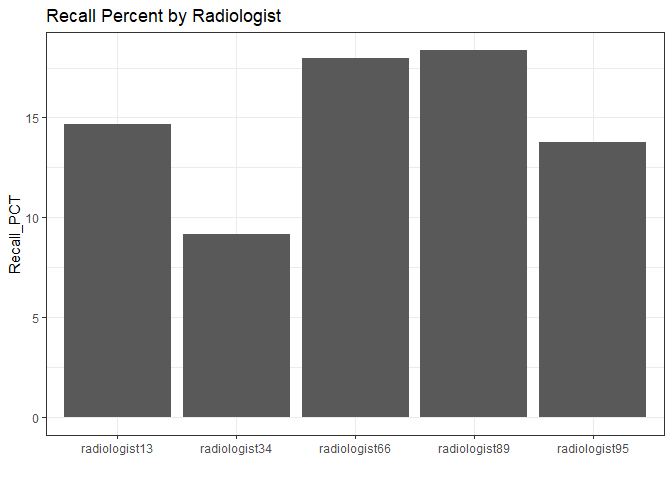 Recall Percent by Radiologist
Recall_PCT
15
10
5
0
radiologist13 radiologist34 radiologist66 radiologist89 radiologist95